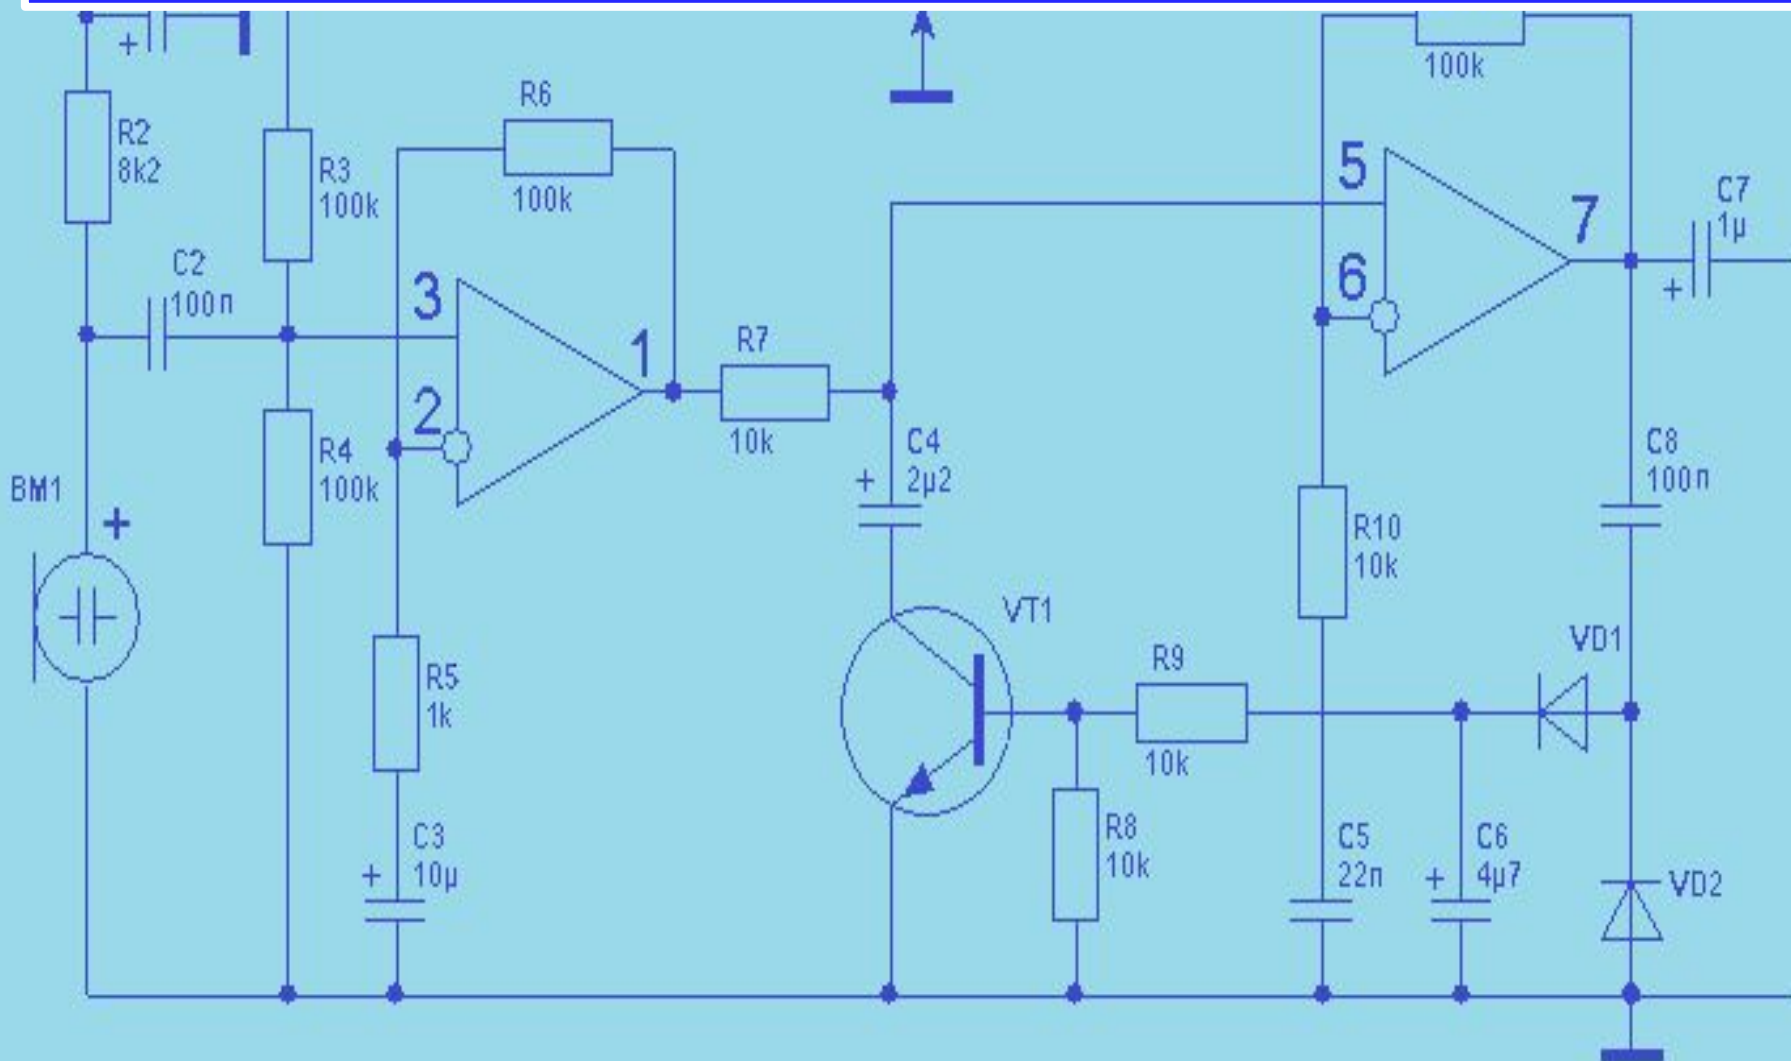 +
100k
R2
8k2
R3
100k
R6
100k
5
7
C7
1µ
+
6
C2
100n
3
1
R7
10k
2
R4
100k
C4
+ 2µ2
C8
100n
BM1
+
R10
10k
VT1
VD1
R9
10k
R5
1k
C3
+ 10µ
R8
10k
C5
22n
C6
+ 4µ7
VD2